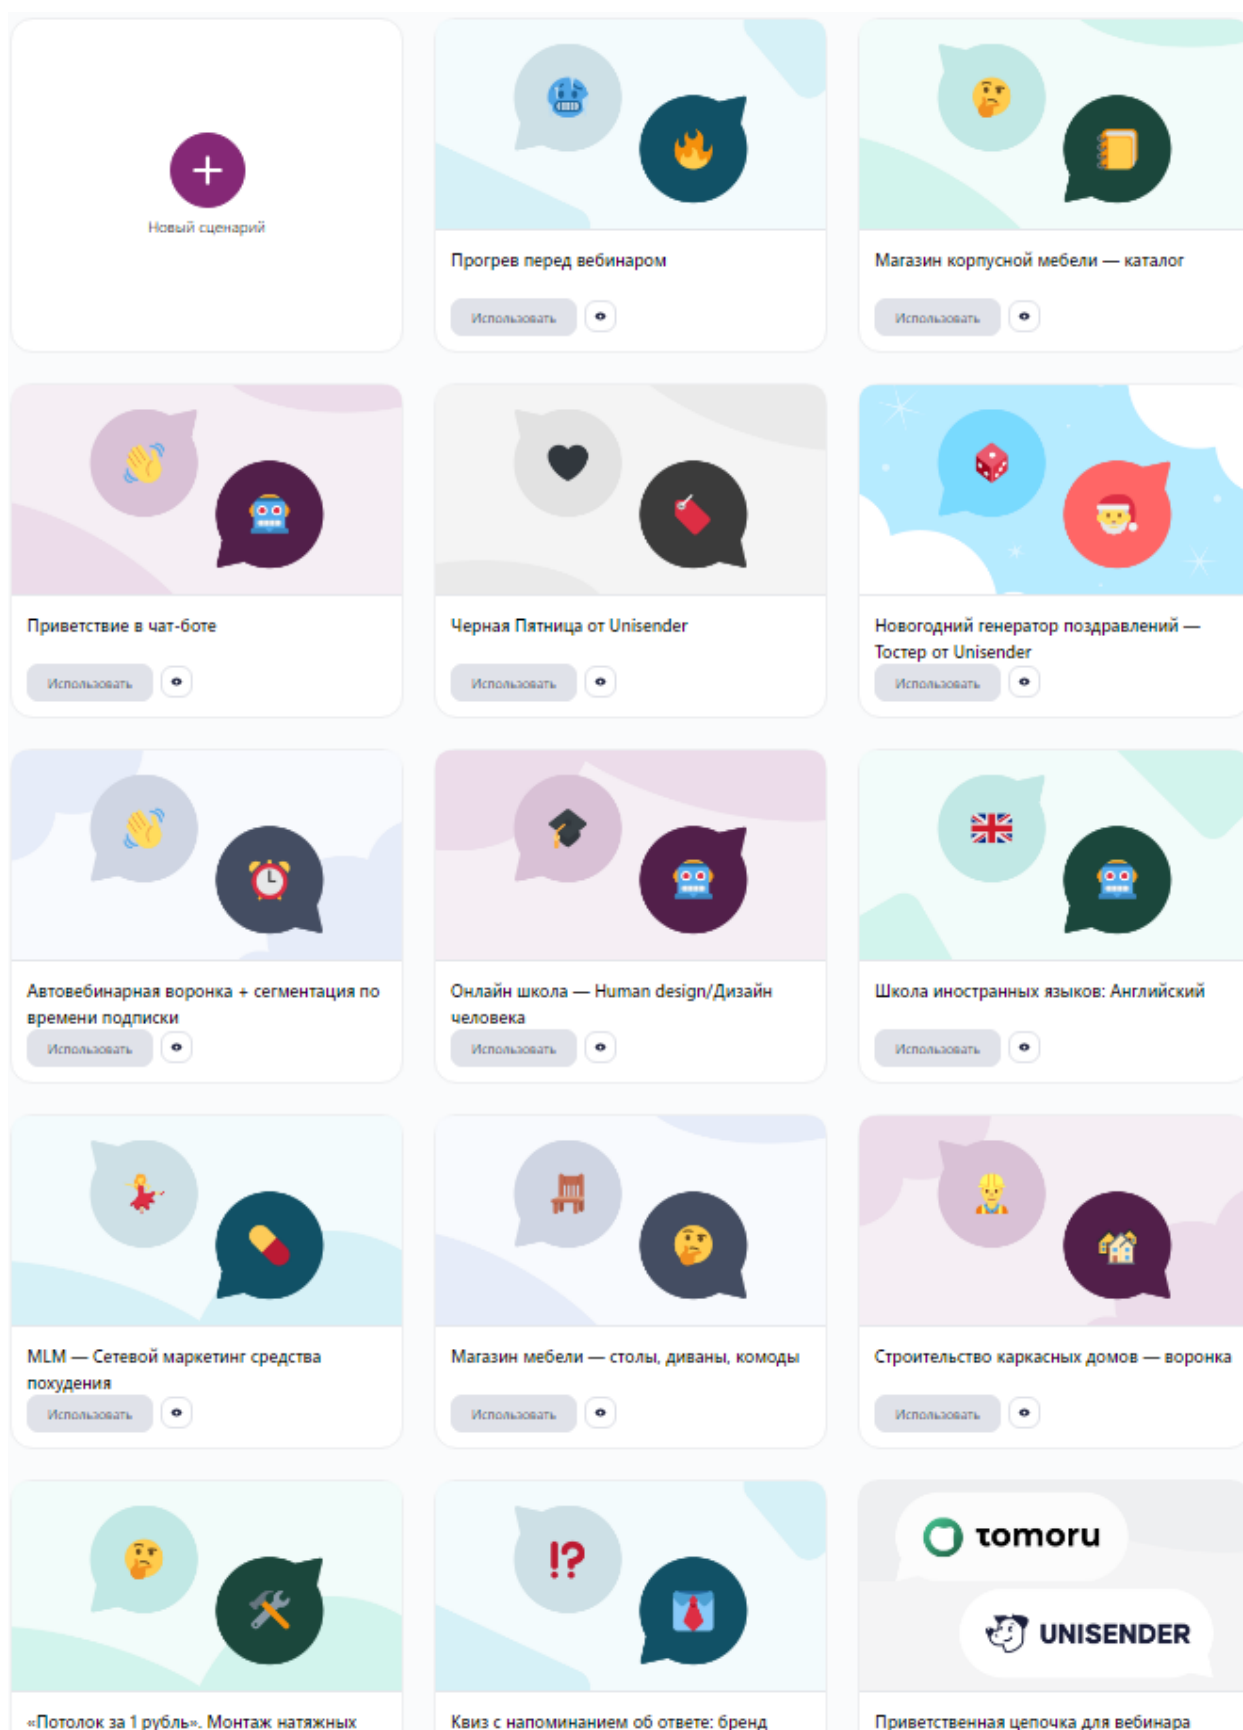 Новый сценарий
Прогрев перед вебинаром
Использовать
Магазин корпусной мебели — каталог
Использовать
Приветствие в чат-боте
Использовать
Черная Пятница от Unisender
Использовать
Новогодний генератор поздравлений —
Тостер от Unisender
Использовать
Автовебинарная воронка + сегментация по
времени подписки
Использовать
Онлайн школа — Human design/Дизайн
человека
Использовать
Школа иностранных языков: Английский
Использовать
MLM — Сетевой маркетинг средства
похудения
Использовать
Магазин мебели — столы, диваны, комоды
Использовать
Строительство каркасных домов — воронка
Использовать
«Потолок за 1 рубль». Монтаж натяжных
!?
Квиз с напоминанием об ответе: бренд
tomoru
UNISENDER
Приветственная цепочка для вебинара